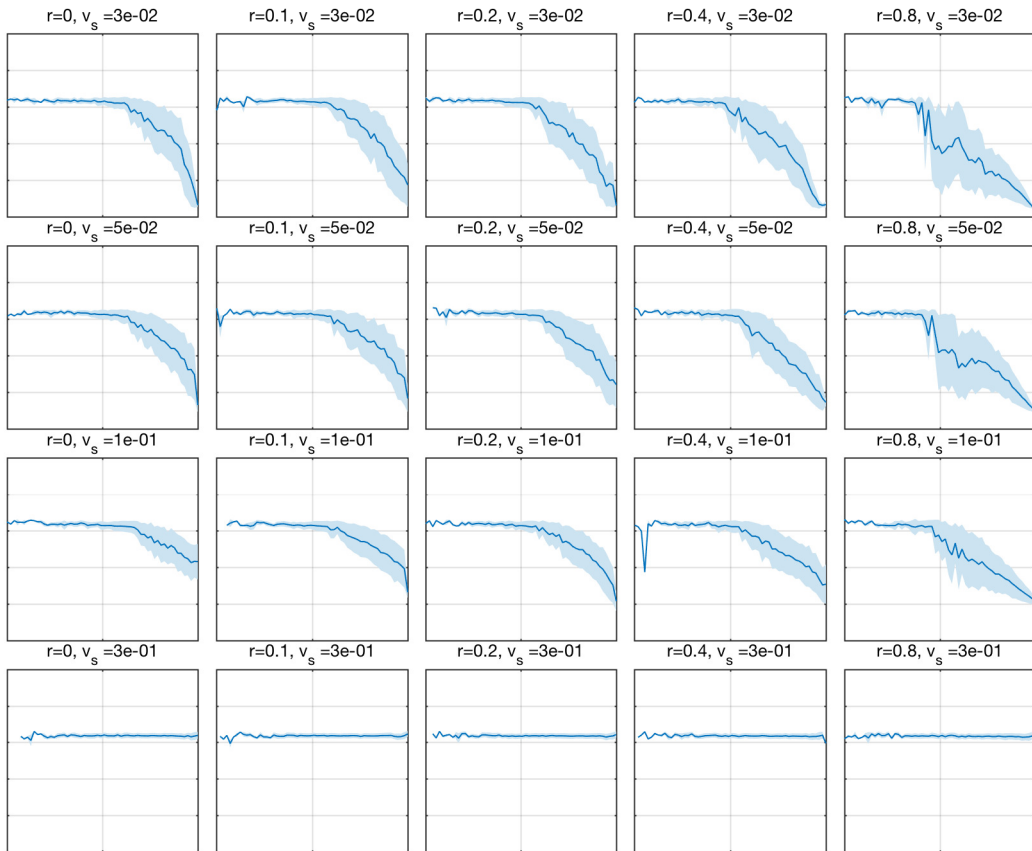 r=0, v_s =3e-02 r=0.1, v_s =3e-02 r=0.2, v_s =3e-02 r=0.4, v_s =3e-02 r=0.8, v_s =3e-02
r=0, v_s =5e-02 r=0.1, v_s =5e-02 r=0.2, v_s =5e-02 r=0.4, v_s =5e-02 r=0.8, v_s =5e-02
r=0, v_s =1e-01 r=0.1, v_s =1e-01 r=0.2, v_s =1e-01 r=0.4, v_s =1e-01 r=0.8, v_s =1e-01
r=0, v_s =3e-01 r=0.1, v_s =3e-01 r=0.2, v_s =3e-01 r=0.4, v_s =3e-01 r=0.8, v_s =3e-01